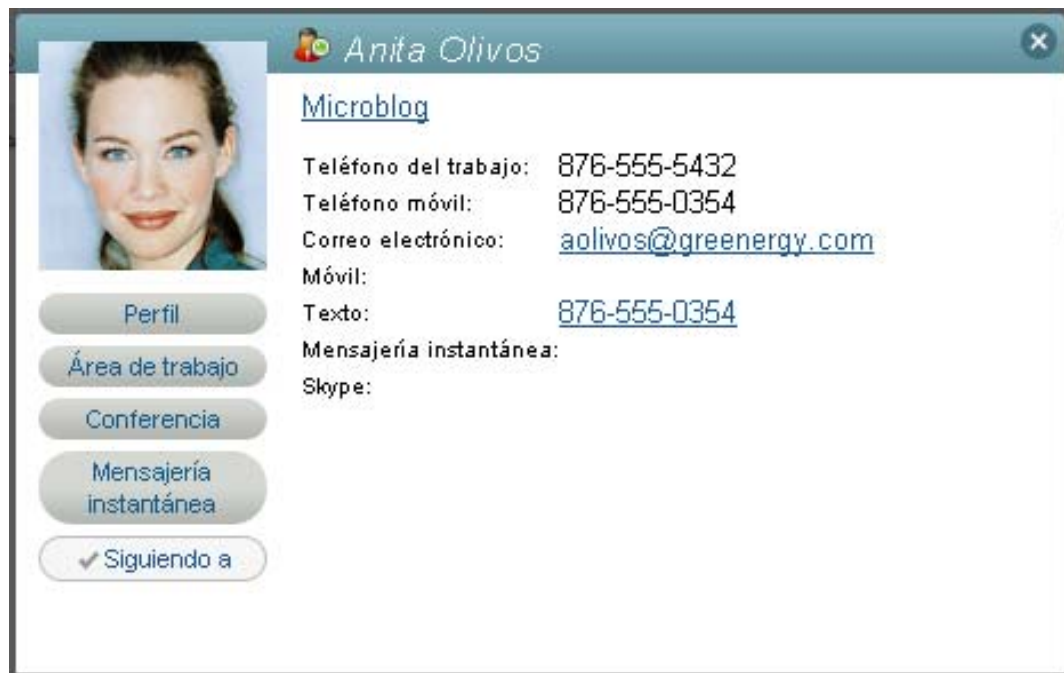 Anita Olivos
Microblog
Teléfono del trabajo: 876-555-5432
Teléfono móvil: 876-555-0354
Correo electrónico: aolivos@greenergy.com
Móvil:
Texto: 876-555-0354
Mensajería instantánea:
Skype:
Perfil
Área de trabajo
Conferencia
Mensajería
instantánea
Siguiendo a